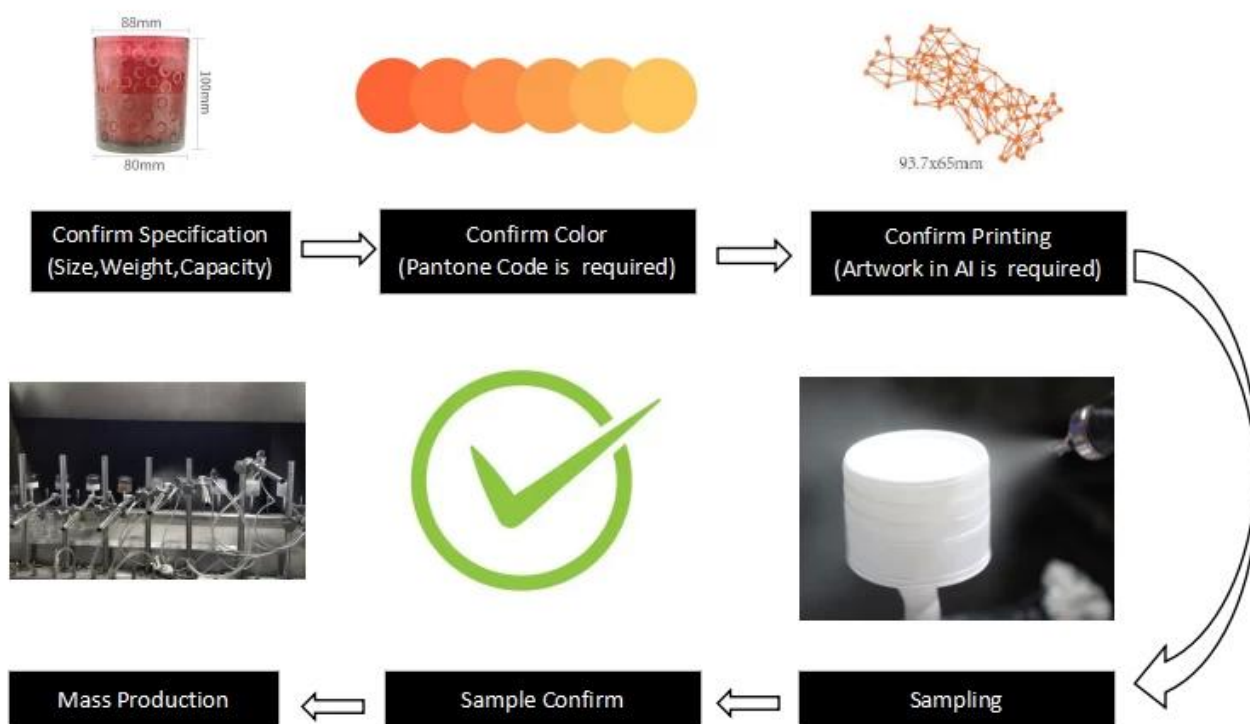 88mm
100mm
80mm
93.7x65mm
Confirm Specification
(Size,Weight,Capacity)
Confirm Color
(Pantone Code is required)
Confirm Printing
(Artwork in AI is required)
Mass Production
Sample Confirm
Sampling